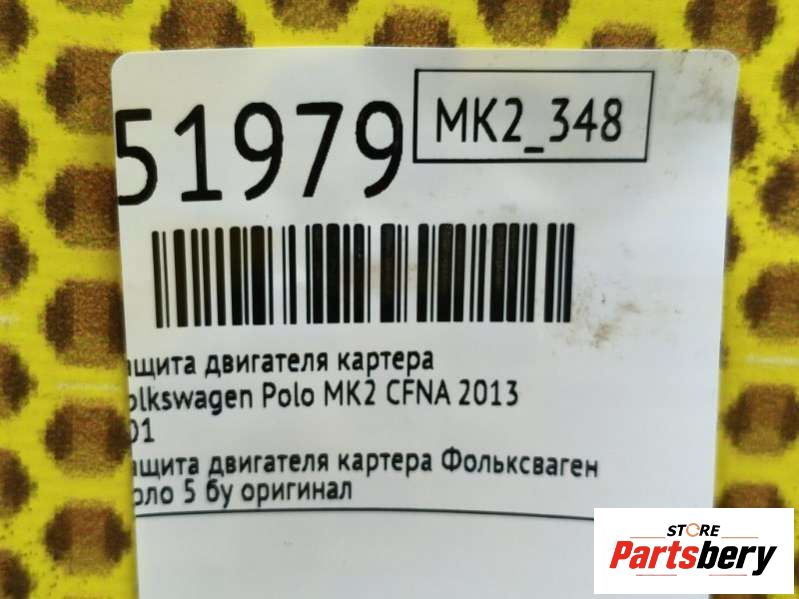 51979
MK2_348
ащита двигателя картера
olkswagen Polo MK2 CFNA 2013
01
ащита двигателя картера Фольксваген
оло 5 бу оригинал
STORE
Partsbery